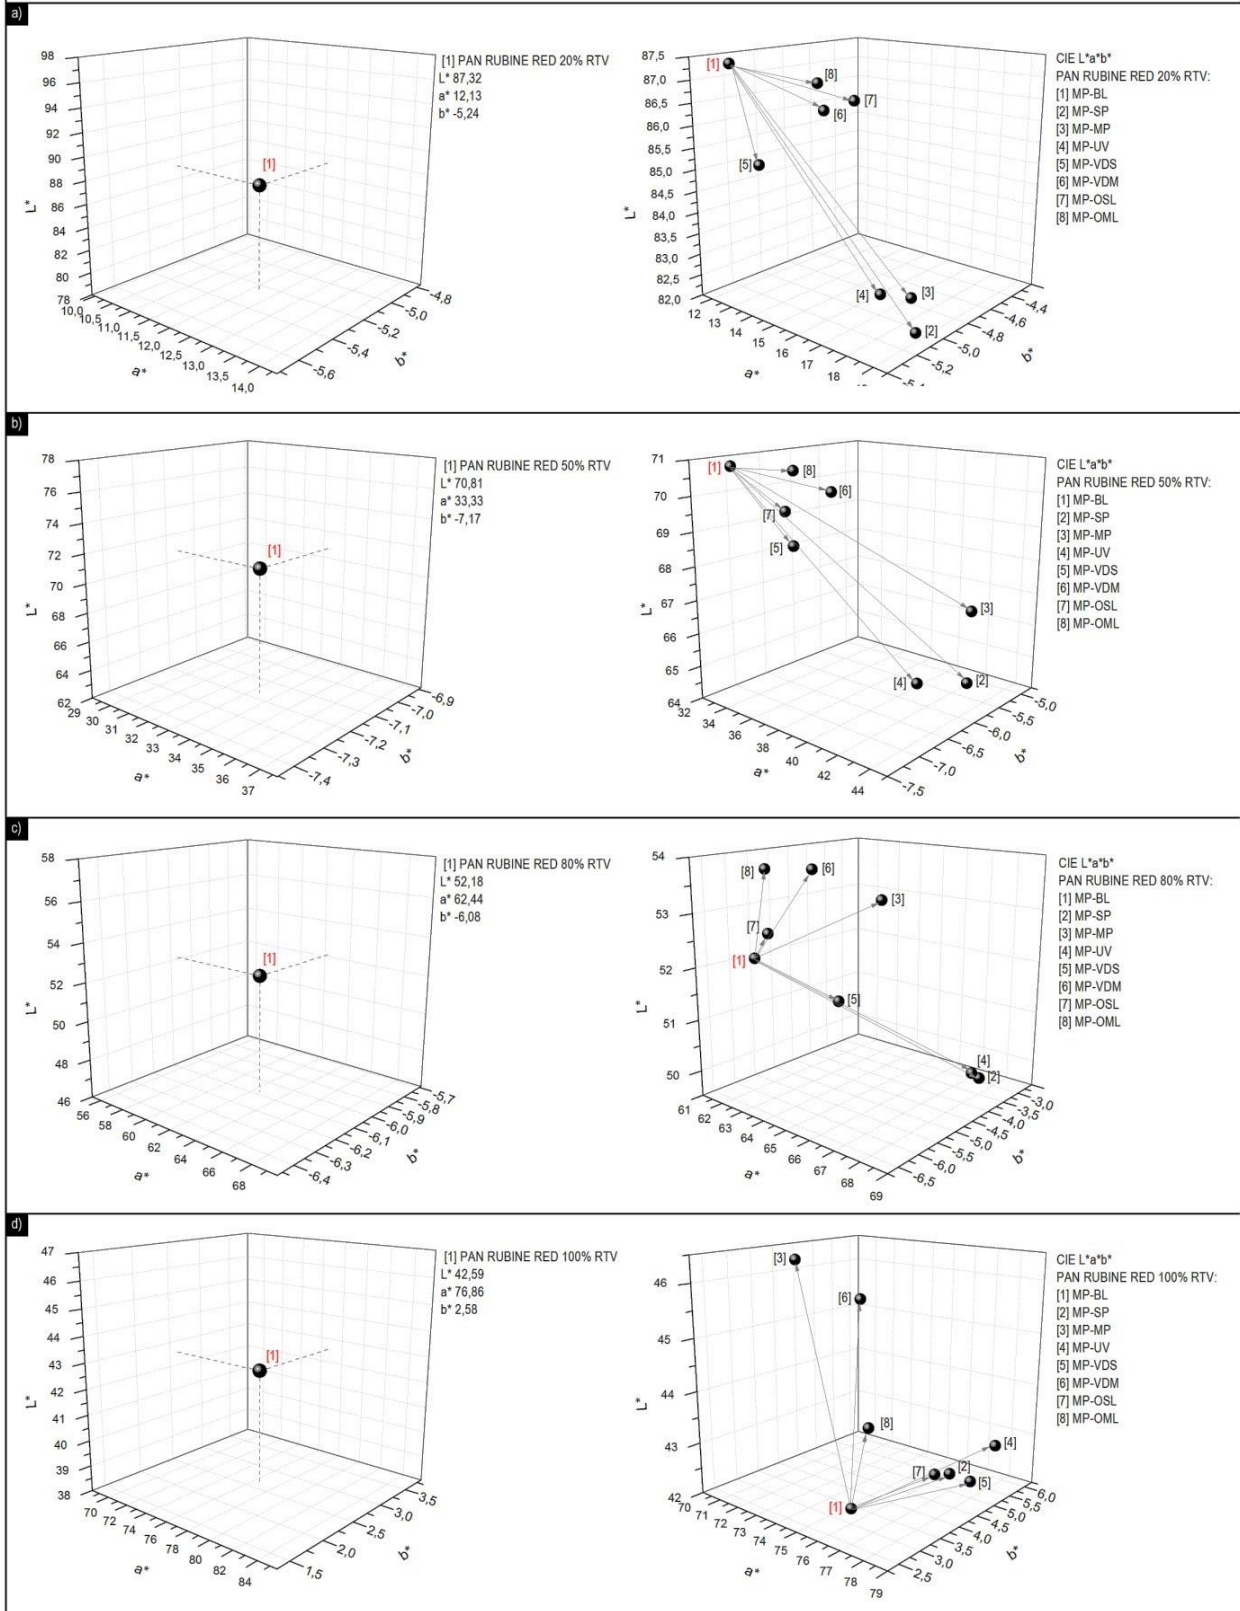 a)
[1] PAN RUBINE RED 20% RTV
L* 87,32
a* 12,13
b* -5,24
[1]
L*
98
96
94
92
90
88
86
84
82
80
78
10,0
10,5
11,0
11,5
12,0
12,5
13,0
13,5
14,0
a*
-5,6
-5,4
-5,2
-5,0
-4,8
b*
CIE L*a*b*
PAN RUBINE RED 20% RTV:
[1] MP-BL
[2] MP-SP
[3] MP-MP
[4] MP-UV
[5] MP-VDS
[6] MP-VDM
[7] MP-OSL
[8] MP-OML
[1]
[8]
[7]
[6]
[5]
[4]
[3]
[2]
L*
87,5
87,0
86,5
86,0
85,5
85,0
84,5
84,0
83,5
83,0
82,5
82,0
12
13
14
15
16
17
18
a*
-5,2
-5,0
-4,8
-4,6
-4,4
b*
b)
[1] PAN RUBINE RED 50% RTV
L* 70,81
a* 33,33
b* -7,17
[1]
L*
78
76
74
72
70
68
66
64
62
29
30
31
32
33
34
35
36
37
a*
-7,4
-7,3
-7,2
-7,1
-7,0
-6,9
b*
CIE L*a*b*
PAN RUBINE RED 50% RTV:
[1] MP-BL
[2] MP-SP
[3] MP-MP
[4] MP-UV
[5] MP-VDS
[6] MP-VDM
[7] MP-OSL
[8] MP-OML
[1]
[8]
[6]
[7]
[5]
[3]
[4]
[2]
L*
71
70
69
68
67
66
65
64
32
34
36
38
40
42
44
a*
-7,5
-7,0
-6,5
-6,0
-5,5
-5,0
b*
c)
[1] PAN RUBINE RED 80% RTV
L* 52,18
a* 62,44
b* -6,08
[1]
L*
58
56
54
52
50
48
46
56
58
60
62
64
66
68
a*
-6,4
-6,3
-6,2
-6,1
-6,0
-5,9
-5,8
-5,7
b*
CIE L*a*b*
PAN RUBINE RED 80% RTV:
[1] MP-BL
[2] MP-SP
[3] MP-MP
[4] MP-UV
[5] MP-VDS
[6] MP-VDM
[7] MP-OSL
[8] MP-OML
[8]
[6]
[3]
[7]
[1]
[5]
[4]
[2]
L*
54
53
52
51
50
61
62
63
64
65
66
67
68
69
a*
-6,5
-6,0
-5,5
-5,0
-4,5
-4,0
-3,5
-3,0
b*
d)
[1] PAN RUBINE RED 100% RTV
L* 42,59
a* 76,86
b* 2,58
[1]
L*
47
46
45
44
43
42
41
40
39
38
70
72
74
76
78
80
82
84
a*
1,5
2,0
2,5
3,0
3,5
b*
CIE L*a*b*
PAN RUBINE RED 100% RTV:
[1] MP-BL
[2] MP-SP
[3] MP-MP
[4] MP-UV
[5] MP-VDS
[6] MP-VDM
[7] MP-OSL
[8] MP-OML
[3]
[6]
[8]
[4]
[7]
[2]
[5]
[1]
L*
46
45
44
43
42
70
71
72
73
74
75
76
77
78
79
a*
2,5
3,0
3,5
4,0
4,5
5,0
5,5
6,0
b*